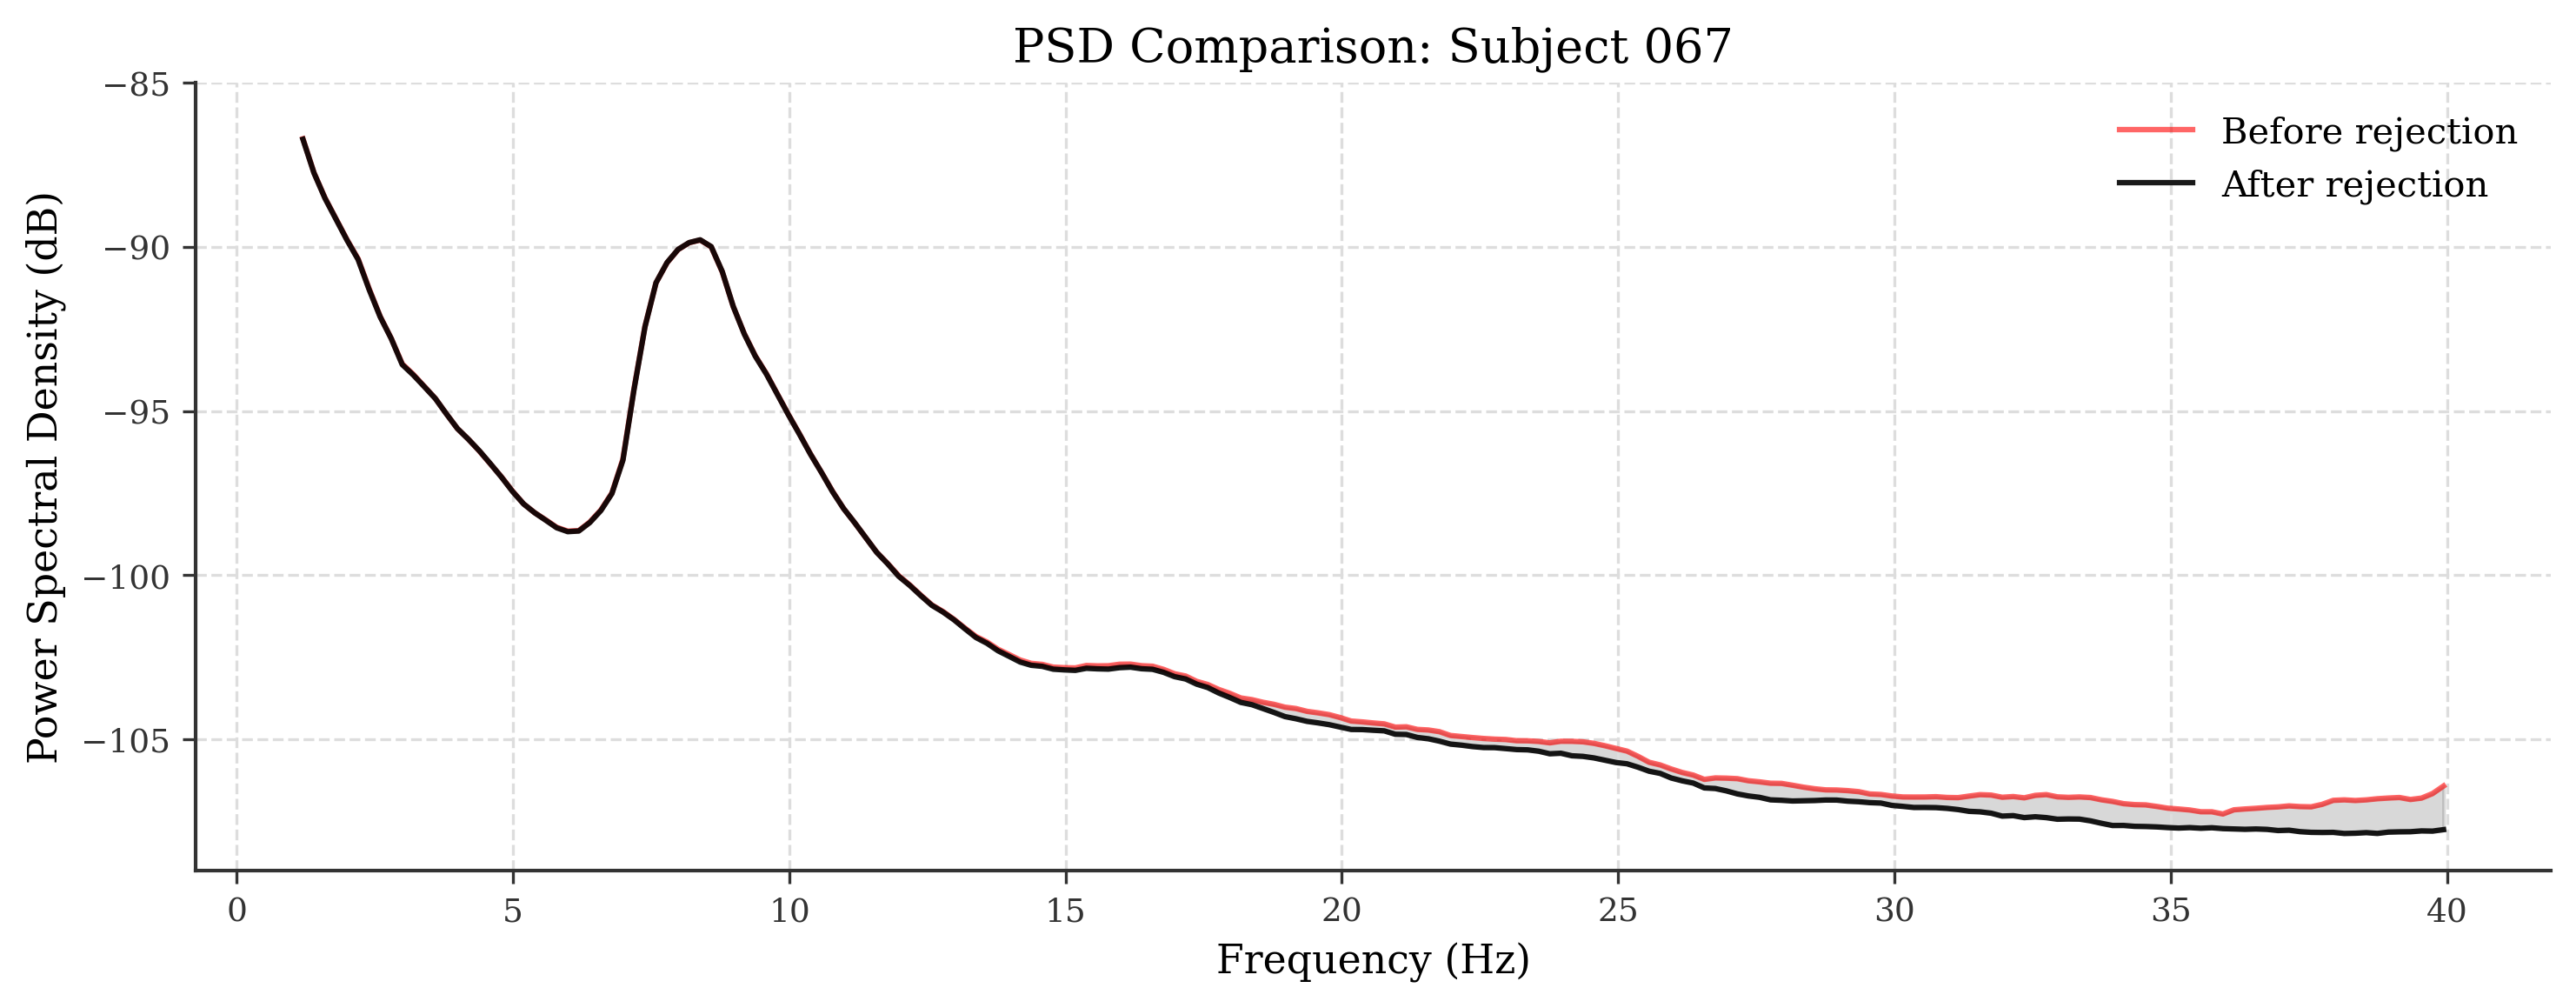 PSD Comparison: Subject 067
Before rejection
After rejection
Power Spectral Density (dB)
−85
−90
−95
−100
−105
0 5 10 15 20 25 30 35 40
Frequency (Hz)